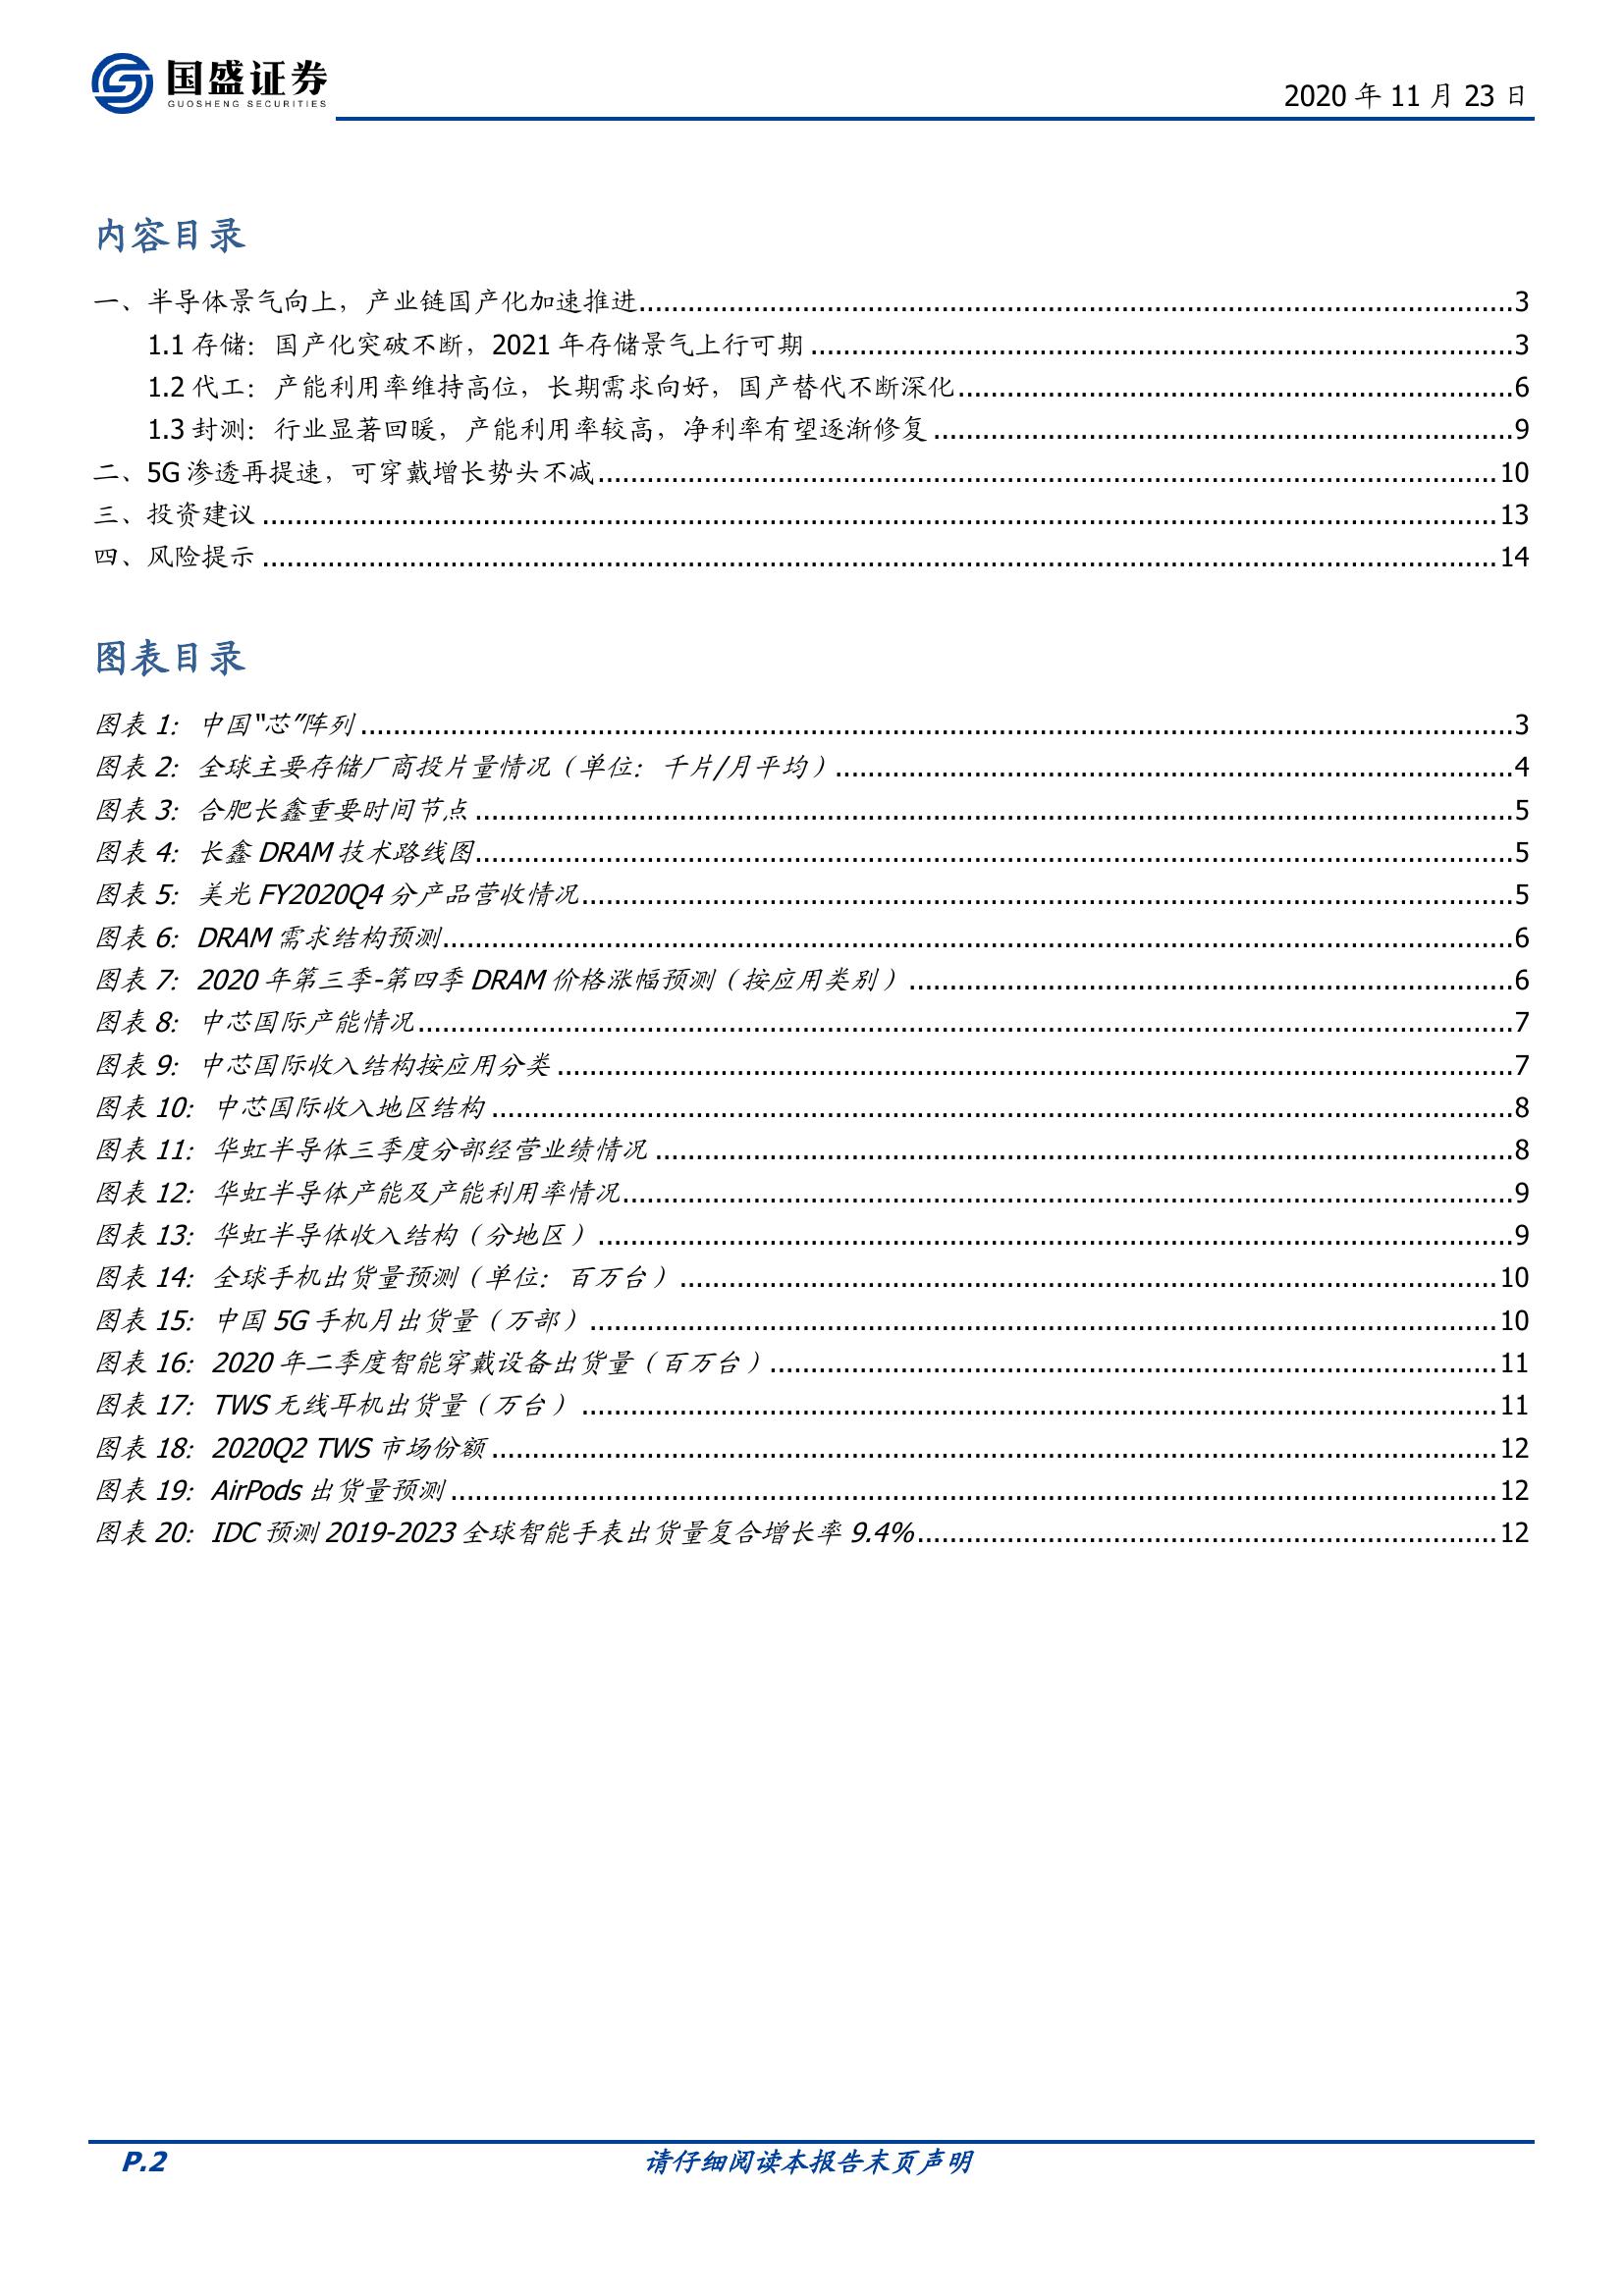 国盛证券
GUOSHENG SECURITIES
2020 年 11 月 23 日
内容目录
一、半导体景气向上，产业链国产化加速推进........................3
1.1 存储：国产化突破不断，2021 年存储景气上行可期........................3
1.2 代工：产能利用率维持高位，长期需求向好，国产替代不断深化........................6
1.3 封测：行业显著回暖，产能利用率较高，净利率有望逐渐修复........................9
二、5G 渗透再提速，可穿戴增长势头不减........................10
三、投资建议........................13
四、风险提示........................14
图表目录
图表 1：中国“芯”阵列........................3
图表 2：全球主要存储厂商投片量情况（单位：千片/月平均）........................4
图表 3：合肥长鑫重要时间节点........................5
图表 4：长鑫 DRAM 技术路线图........................5
图表 5：美光 FY2020Q4 分产品营收情况........................5
图表 6：DRAM 需求结构预测........................6
图表 7：2020 年第三季-第四季 DRAM 价格涨幅预测（按应用类别）........................6
图表 8：中芯国际产能情况........................7
图表 9：中芯国际收入结构按应用分类........................7
图表 10：中芯国际收入地区结构........................8
图表 11：华虹半导体三季度分部经营业绩情况........................8
图表 12：华虹半导体产能及产能利用率情况........................9
图表 13：华虹半导体收入结构（分地区）........................9
图表 14：全球手机出货量预测（单位：百万台）........................10
图表 15：中国 5G 手机月出货量（万部）........................10
图表 16：2020 年二季度智能穿戴设备出货量（百万台）........................11
图表 17：TWS 无线耳机出货量（万台）........................11
图表 18：2020Q2 TWS 市场份额........................12
图表 19：AirPods 出货量预测........................12
图表 20：IDC 预测 2019-2023 全球智能手表出货量复合增长率 9.4%........................12
P.2
请仔细阅读本报告末页声明